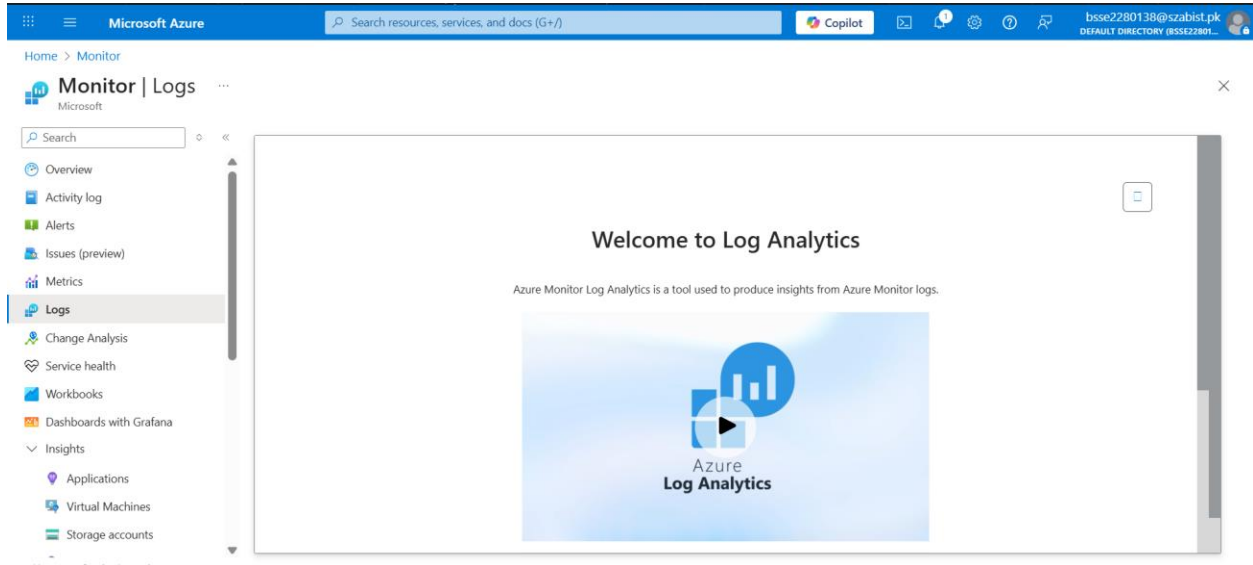 Microsoft Azure
Search resources, services, and docs (G+/)
Copilot
1
bsse2280138@szabist.pk
DEFAULT DIRECTORY (BSSE22801...
Home > Monitor
Monitor | Logs ...
Microsoft
Search
Overview
Activity log
Alerts
Issues (preview)
Metrics
Logs
Change Analysis
Service health
Workbooks
Dashboards with Grafana
Insights
Applications
Virtual Machines
Storage accounts
Welcome to Log Analytics
Azure Monitor Log Analytics is a tool used to produce insights from Azure Monitor logs.
Azure
Log Analytics